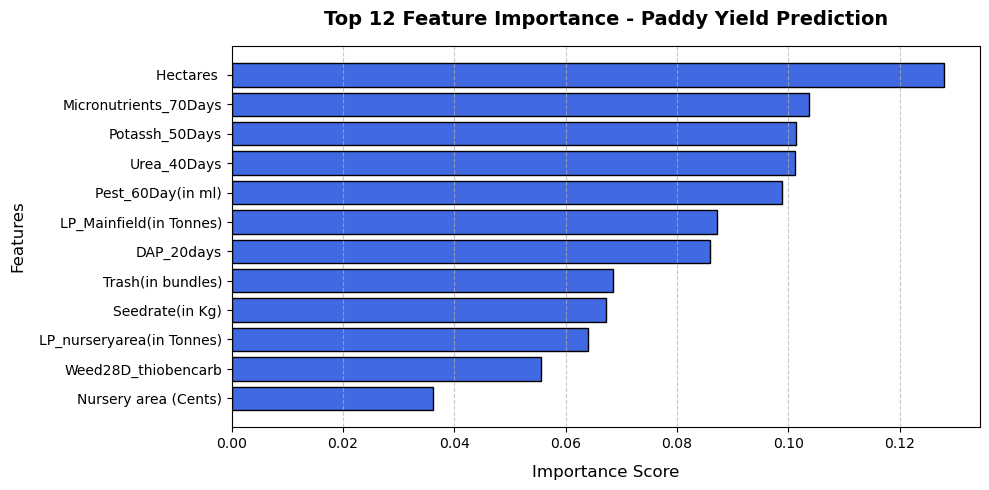 Top 12 Feature Importance - Paddy Yield Prediction
Features
Hectares
Micronutrients_70Days
Potassh_50Days
Urea_40Days
Pest_60Day(in ml)
LP_Mainfield(in Tonnes)
DAP_20days
Trash(in bundles)
Seedrate(in Kg)
LP_nurseryarea(in Tonnes)
Weed28D_thiobencarb
Nursery area (Cents)
0.00 0.02 0.04 0.06 0.08 0.10 0.12
Importance Score